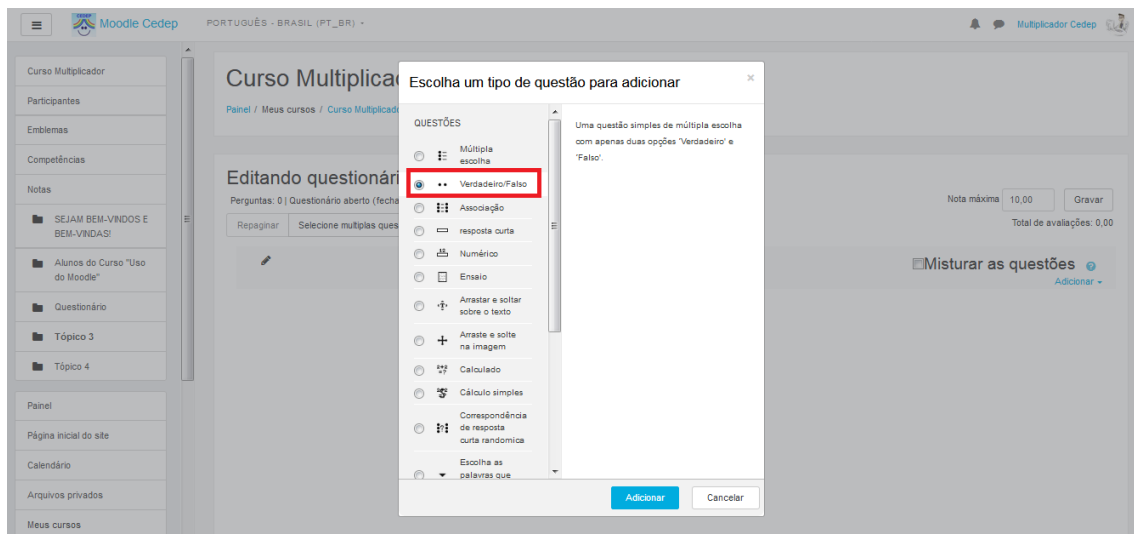 CEDEP
Moodle Cedep
PORTUGUÊS - BRASIL (PT_BR)
Multiplicador Cedep
Curso Multiplicador
Participantes
Emblemas
Competências
Notas
SEJAM BEM-VINDOS E
BEM-VINDAS!
Alunos do Curso "Uso
do Moodle"
Questionário
Tópico 3
Tópico 4
Painel
Página inicial do site
Calendário
Arquivos privados
Meus cursos
Curso Multiplica
Painel / Meus cursos / Curso Multiplicad
Editando questionári
Perguntas: 0 | Questionário aberto (fecha
Repaginar
Selecione multiplas ques
Nota máxima
10,00
Gravar
Total de avaliações: 0,00
Misturar as questões
Adicionar
Escolha um tipo de questão para adicionar
×
QUESTÕES
Múltipla
escolha
Verdadeiro/Falso
Associação
resposta curta
Numérico
Ensaio
Arrastar e soltar
sobre o texto
Arraste e solte
na imagem
Calculado
Cálculo simples
Correspondência
de resposta
curta randomica
Escolha as
palavras que
Uma questão simples de múltipla escolha
com apenas duas opções 'Verdadeiro' e
'Falso'.
Adicionar
Cancelar